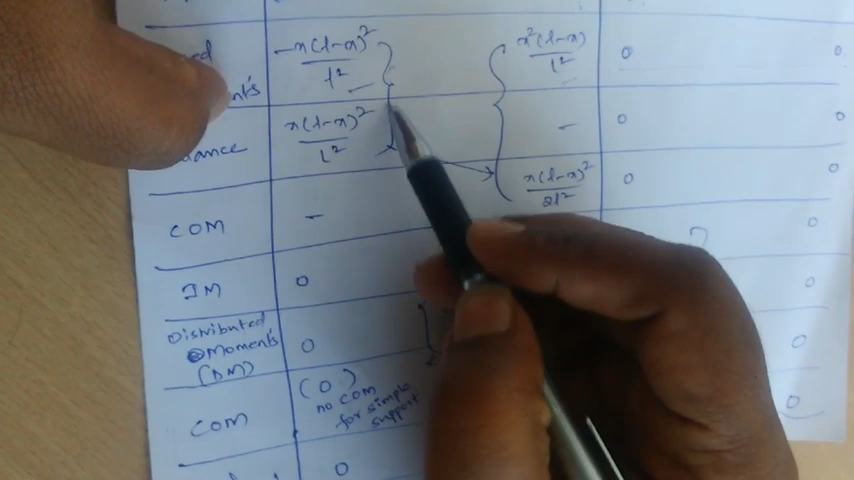 -x(l-x)²/l² x²(l-x)/l² 0 0
x(l-x)²/l² - 0 0
x(l-x)²/2l² 0 0
COM - 0
IM 0 0
Distributed
Moments
(DM) 0 0
COM (0) 0
no COM
for simple
support
0